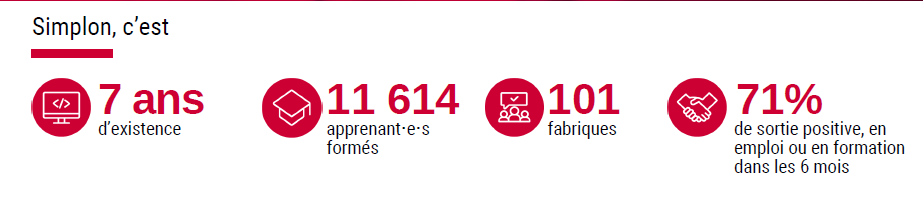 Simplon, c’est
7 ans
d’existence
11 614
apprenant·e·s
formés
101
fabriques
71%
de sortie positive, en
emploi ou en formation
dans les 6 mois